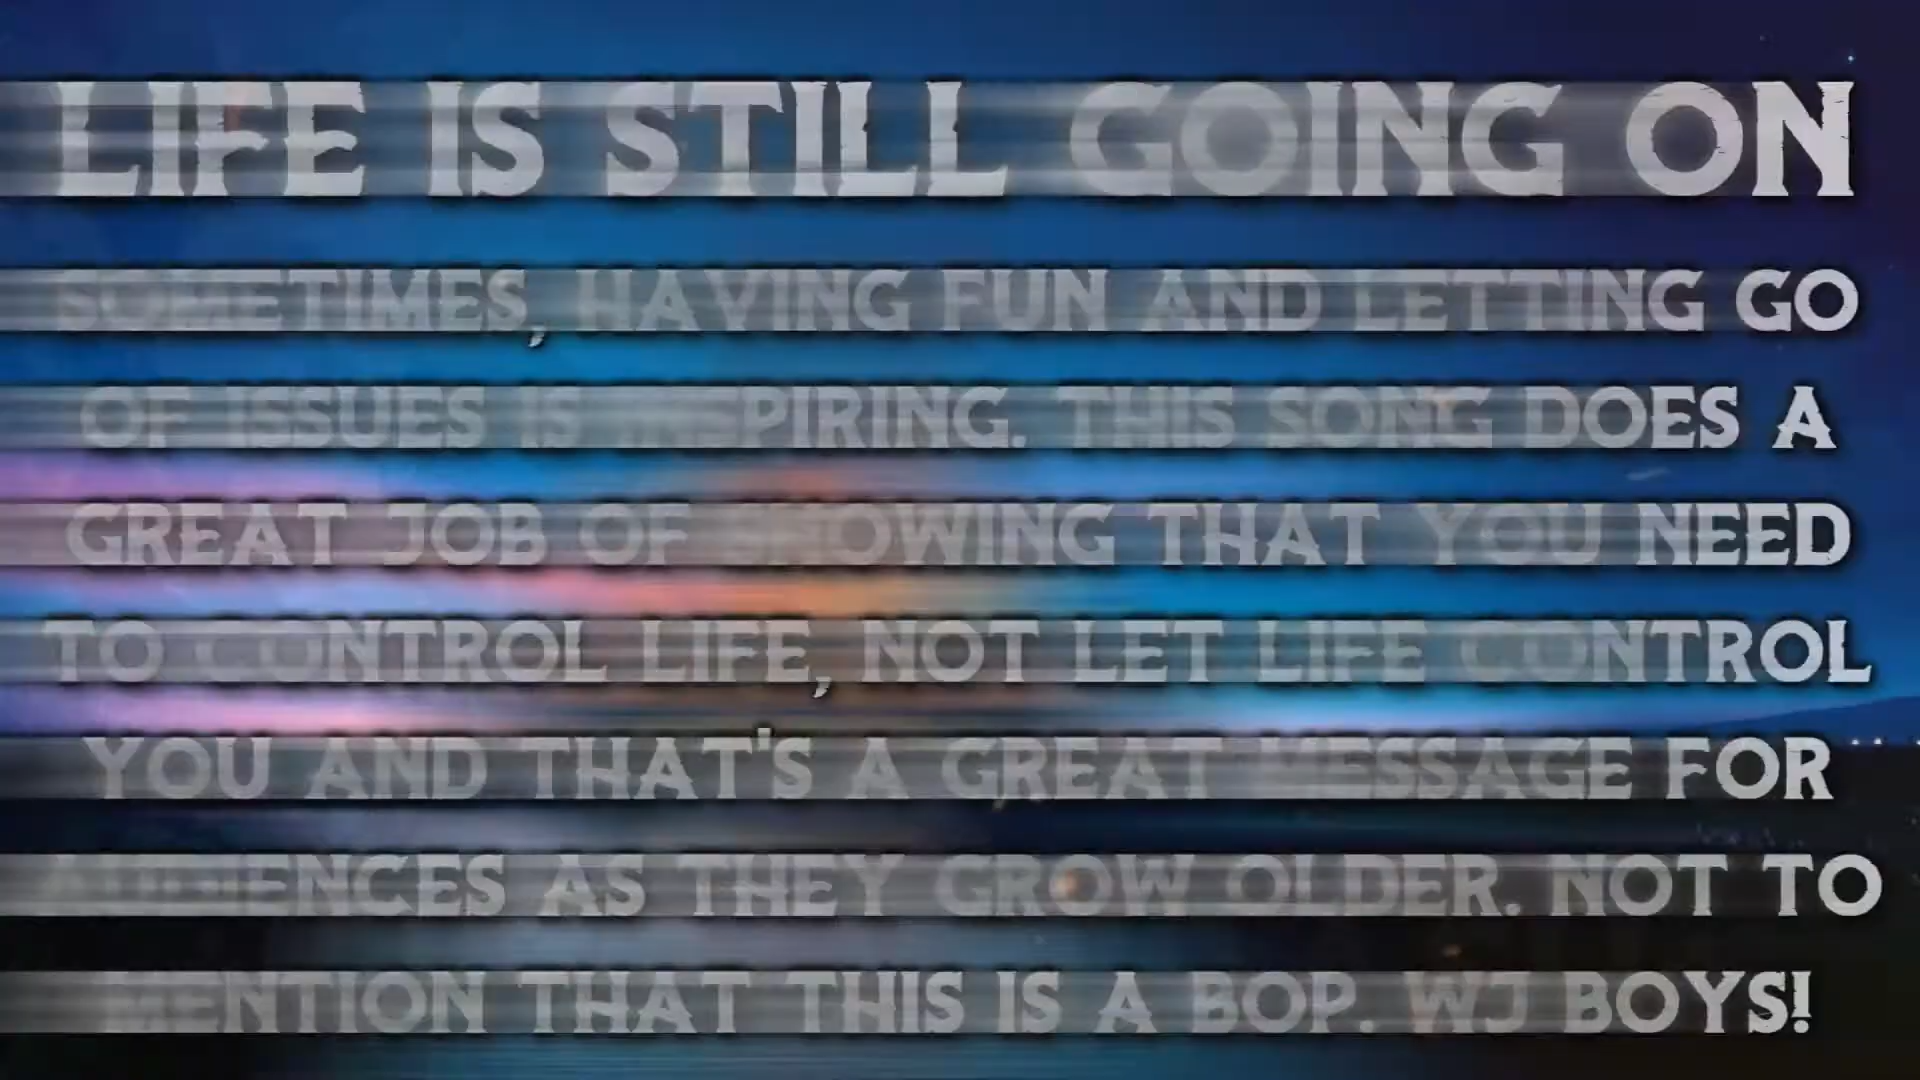 LIFE IS STILL GOING ON
SOMETIMES, HAVING FUN AND LETTING GO
OF ISSUES IS INSPIRING. THIS SONG DOES A
GREAT JOB OF SHOWING THAT YOU NEED
TO CONTROL LIFE, NOT LET LIFE CONTROL
YOU AND THAT'S A GREAT MESSAGE FOR
AUDIENCES AS THEY GROW OLDER. NOT TO
MENTION THAT THIS IS A BOP. WJ BOYS!